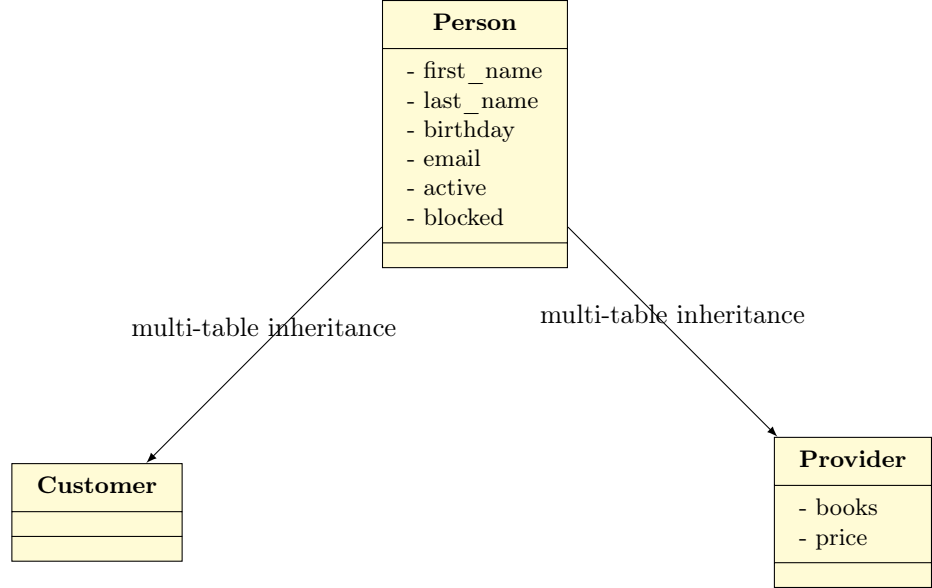 Person
- first_name
- last_name
- birthday
- email
- active
- blocked
multi-table inheritance
multi-table inheritance
Customer
Provider
- books
- price